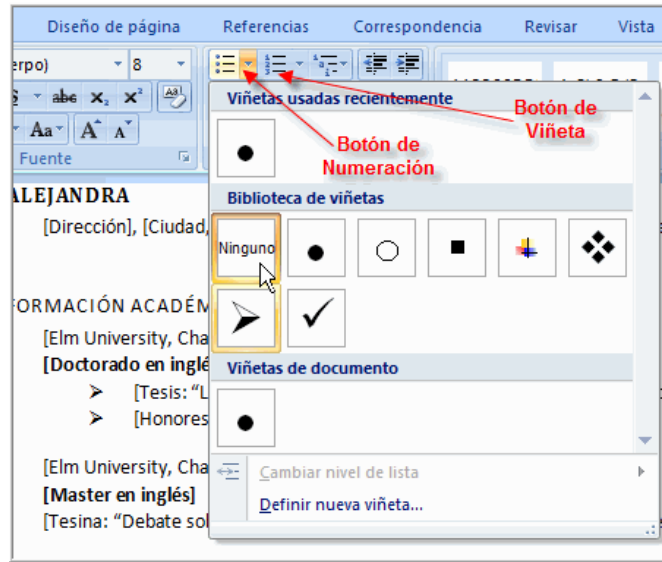 Diseño de página Referencias Correspondencia Revisar Vista
erpo) 8
abc x₂ x² Aa
Aa A A
Fuente
Viñetas usadas recientemente
Botón de
Viñeta
Botón de
Numeración
Biblioteca de viñetas
Ninguno
Viñetas de documento
Cambiar nivel de lista
Definir nueva viñeta...
ALEJANDRA
[Dirección], [Ciudad,
FORMACIÓN ACADÉM
[Elm University, Cha
[Doctorado en inglé
[Tesis: “L
[Honores
[Elm University, Cha
[Master en inglés]
[Tesina: “Debate sol